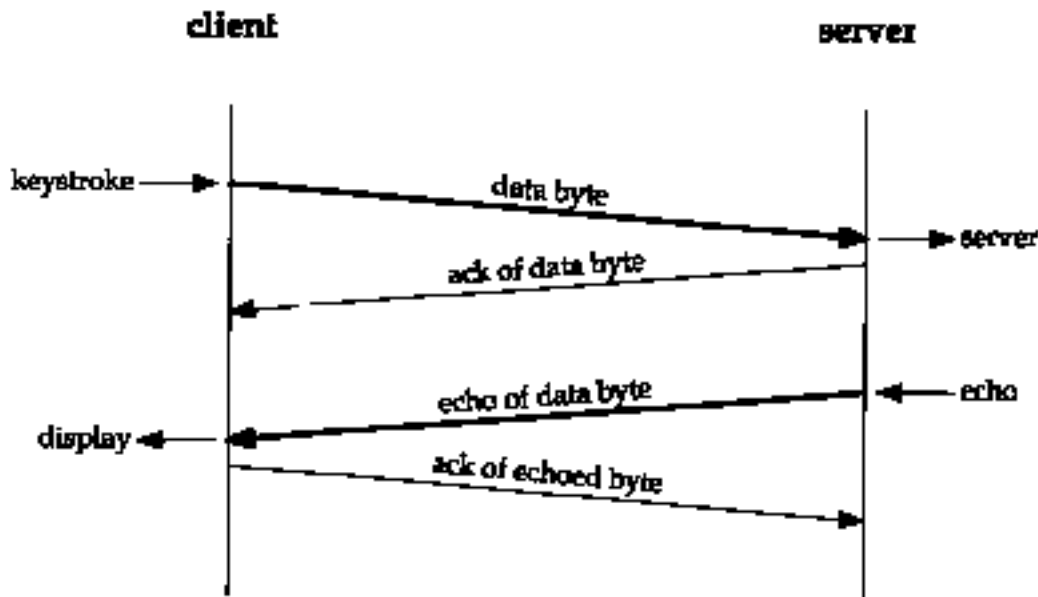 client
server
keystroke
data byte
server
ack of data byte
echo of data byte
echo
display
ack of echoed byte